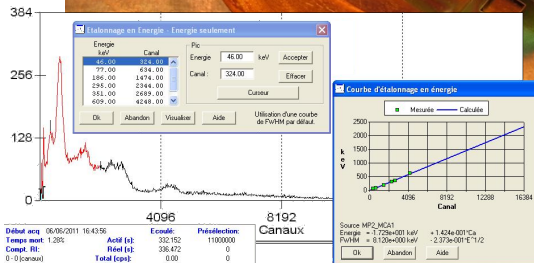 384
256
128
0
4096
8192
Canaux
Etalonnage en Energie - Energie seulement
Energie
keV
Canal
46.00 324.00
77.00 634.00
186.00 1474.00
295.00 2344.00
351.00 2689.00
609.00 4248.00
Pic
Energie 46.00 keV Accepter
Canal : 324.00 Effacer
Curseur
Ok Abandon Visualiser Aide
Utilisation d'une courbe
de FWHM par défaut.
Courbe d'étalonnage en énergie
Mesurée Calculée
2500
2000
1500
1000
500
0
k
e
V
0 4096 8192 12288 16384
Canal
Source MP2_MCA1
Energie = -1.729e+001 keV + 1.424e-001*Ca
FWHM = 8.120e+000 keV - 2.373e-001*E^1/2
Ok Abandon Aide
Début acq 06/06/2011 16:43:56 Ecoulé: Présélection:
Temps mort: 1.28% Actif (s): 332.152 11000000
Compt. RI: Réel (s): 336.472 0
0 - 0 (canaux) Total (cps): 0.00 0